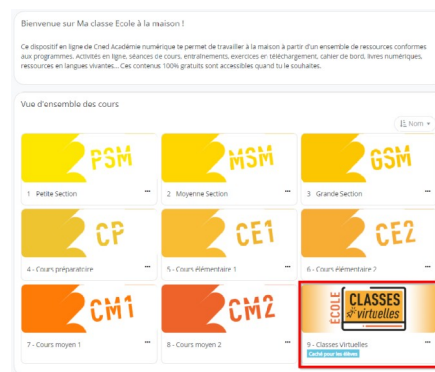 Bienvenue sur Ma classe Ecole à la maison !
Ce dispositif en ligne de Cned Académie numérique te permet de travailler à la maison à partir d'un ensemble de ressources conformes
aux programmes. Activités en ligne, séances de cours, entraînements, exercices en téléchargement, cahier de bord, livres numériques,
ressources en langues vivantes... Ces contenus 100% gratuits sont accessibles quand tu le souhaites.
Vue d'ensemble des cours
Nom
PSM
MSM
GSM
1 Petite Section
2 Moyenne Section
3 Grande Section
CP
CE1
CE2
4 - Cours préparatoire
5 - Cours élémentaire 1
6 - Cours élémentaire 2
CM1
CM2
ECOLE
CLASSES
virtuelles
7 - Cours moyen 1
8 - Cours moyen 2
9 - Classes Virtuelles
Caché pour les élèves